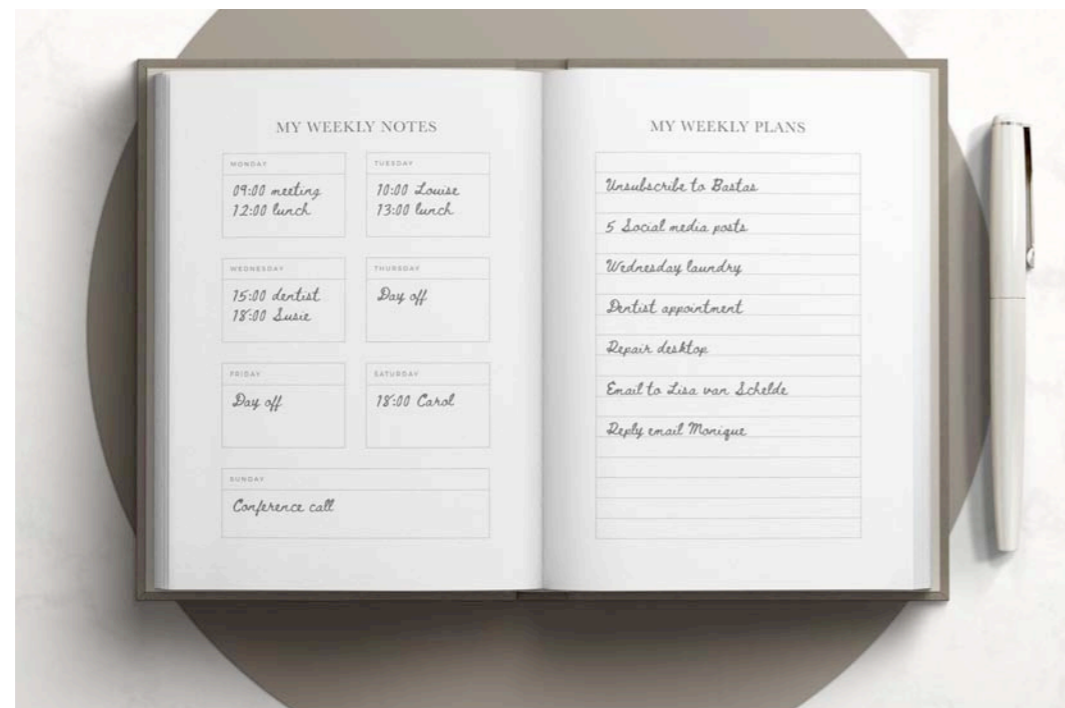 MY WEEKLY NOTES
MONDAY
09:00 meeting
12:00 lunch
TUESDAY
10:00 Louise
13:00 lunch
WEDNESDAY
15:00 dentist
18:00 Susie
THURSDAY
Day off
FRIDAY
Day off
SATURDAY
18:00 Carol
SUNDAY
Conference call
MY WEEKLY PLANS
Unsubscribe to Bastas
5 Social media posts
Wednesday laundry
Dentist appointment
Repair desktop
Email to Lisa van Schelde
Reply email Monique